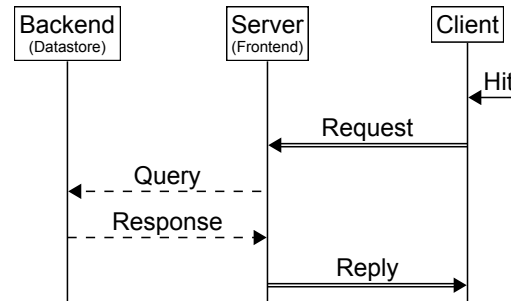 Backend
(Datastore)
Server
(Frontend)
Client
Hit
Request
Query
Response
Reply